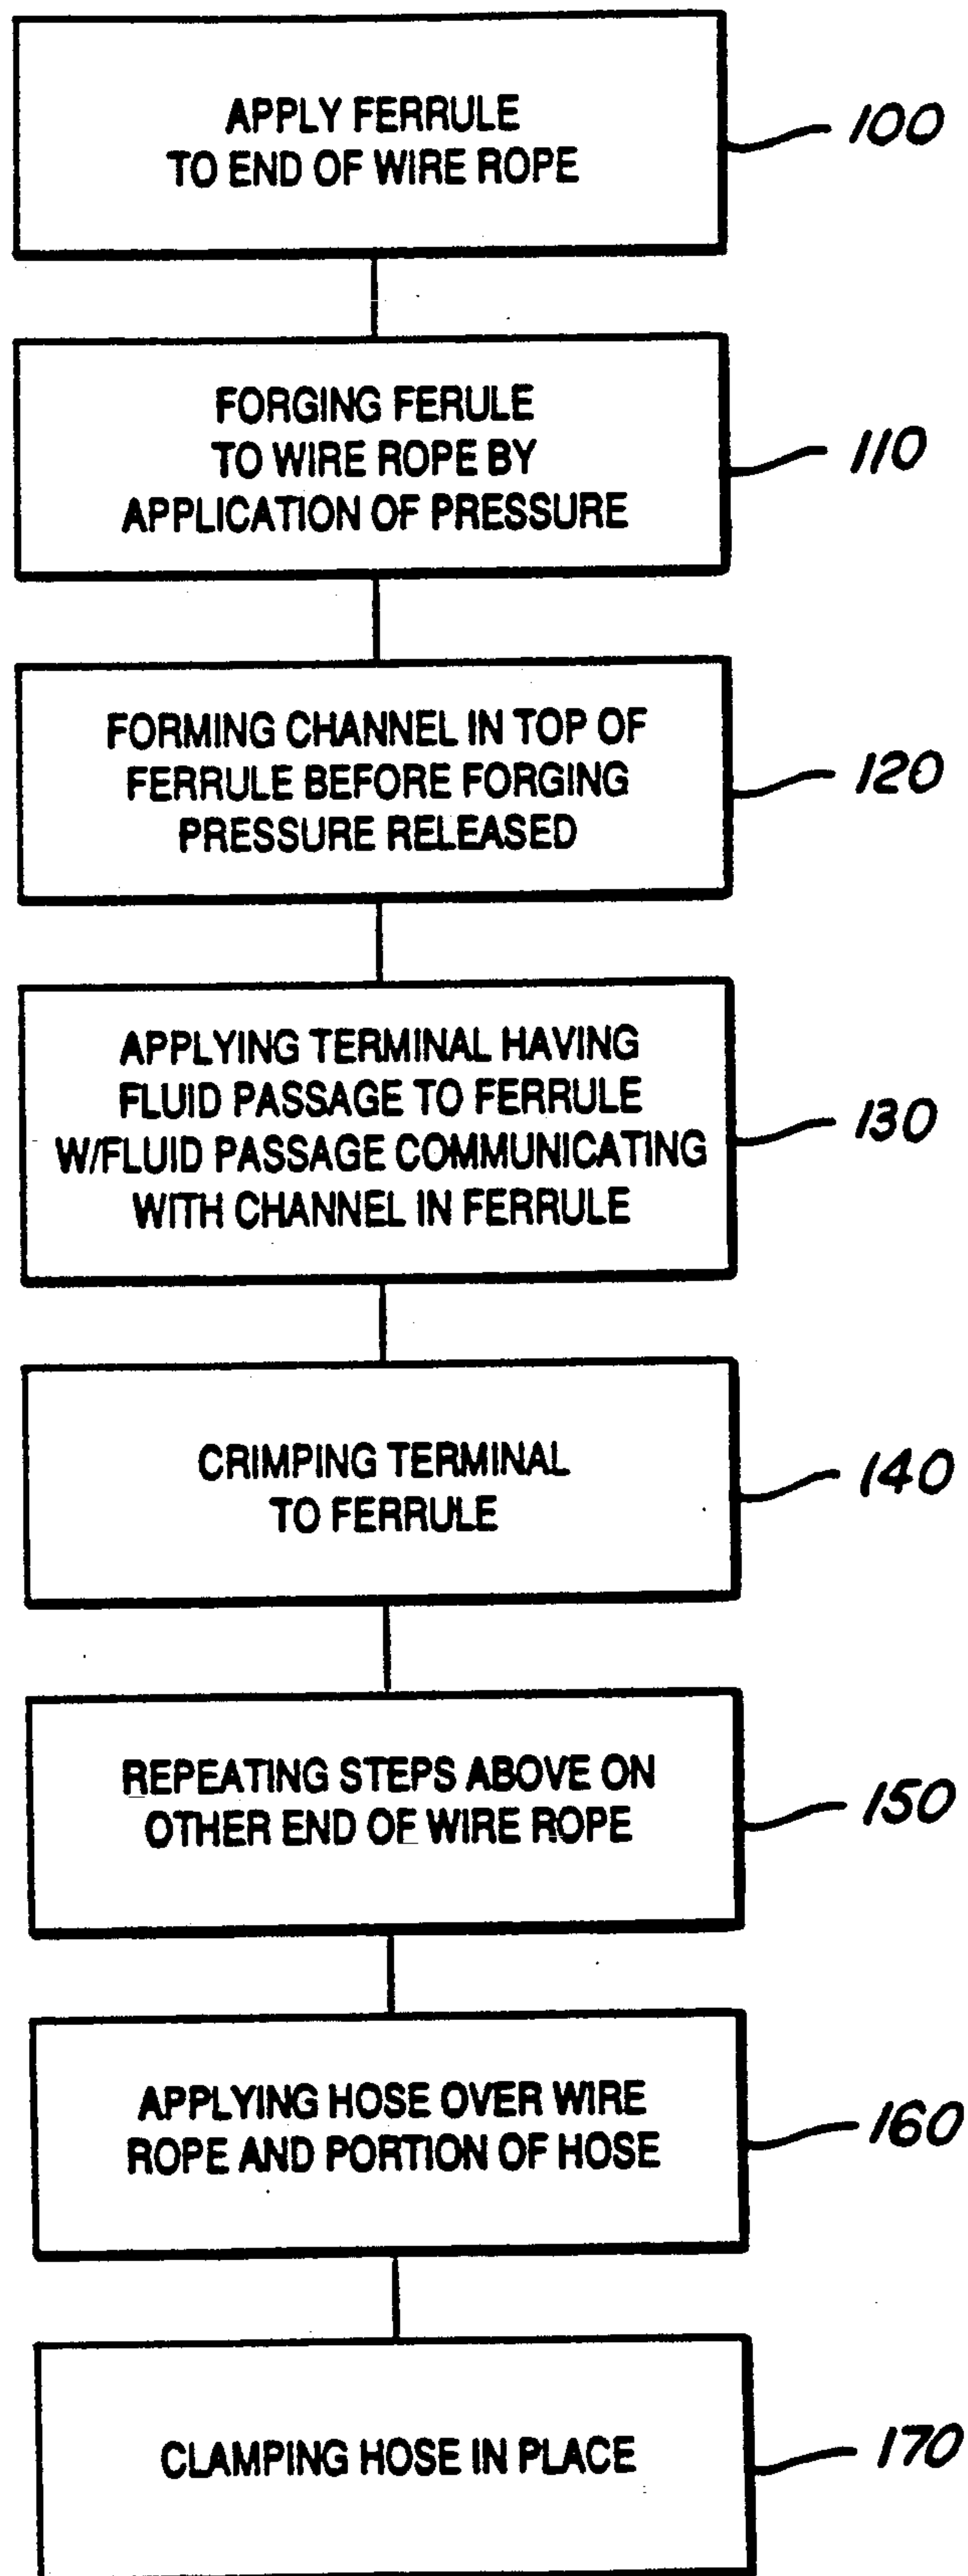 APPLY FERRULE
TO END OF WIRE ROPE
100
FORGING FERULE
TO WIRE ROPE BY
APPLICATION OF PRESSURE
110
FORMING CHANNEL IN TOP OF
FERRULE BEFORE FORGING
PRESSURE RELEASED
120
APPLYING TERMINAL HAVING
FLUID PASSAGE TO FERRULE
W/FLUID PASSAGE COMMUNICATING
WITH CHANNEL IN FERRULE
130
CRIMPING TERMINAL
TO FERRULE
140
REPEATING STEPS ABOVE ON
OTHER END OF WIRE ROPE
150
APPLYING HOSE OVER WIRE
ROPE AND PORTION OF HOSE
160
CLAMPING HOSE IN PLACE
170